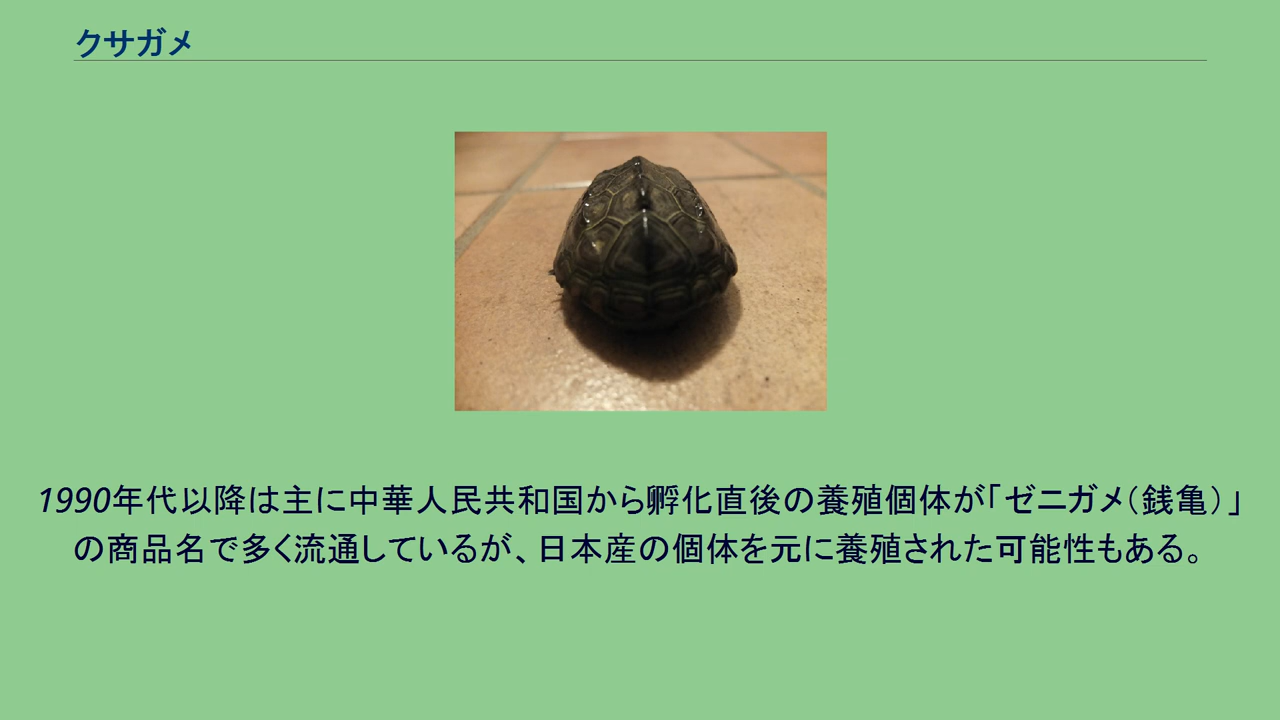 クサガメ
1990年代以降は主に中華人民共和国から孵化直後の養殖個体が「ゼニガメ（銭亀）」
の商品名で多く流通しているが、日本産の個体を元に養殖された可能性もある。